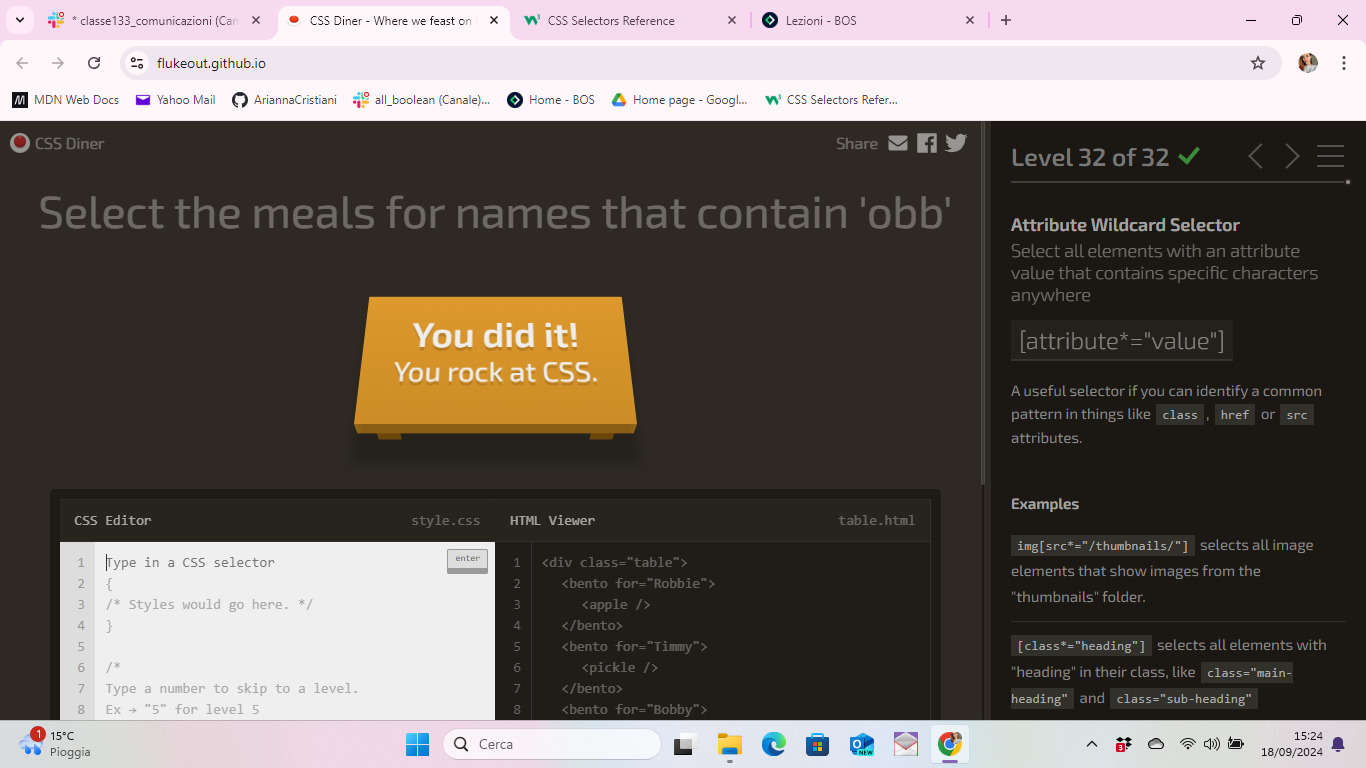 * classe133_comunicazioni (Can
CSS Diner - Where we feast on
CSS Selectors Reference
Lezioni - BOS
flukeout.github.io
MDN Web Docs
Yahoo Mail
AriannaCristiani
all_boolean (Canale)...
Home - BOS
Home page - Googl...
CSS Selectors Refer...
CSS Diner
Share
Select the meals for names that contain 'obb'
You did it!
You rock at CSS.
CSS Editor
style.css
HTML Viewer
table.html
1 Type in a CSS selector
enter
2 {
3 /* Styles would go here. */
4 }
5
6 /*
7 Type a number to skip to a level.
8 Ex → "5" for level 5
1 <div class="table">
2 <bento for="Robbie">
3 <apple />
4 </bento>
5 <bento for="Timmy">
6 <pickle />
7 </bento>
8 <bento for="Bobby">
Level 32 of 32
Attribute Wildcard Selector
Select all elements with an attribute
value that contains specific characters
anywhere
[attribute*="value"]
A useful selector if you can identify a common
pattern in things like class , href or src
attributes.
Examples
img[src*="/thumbnails/"] selects all image
elements that show images from the
"thumbnails" folder.
[class*="heading"] selects all elements with
"heading" in their class, like class="main-
heading" and class="sub-heading"
1
15°C
Pioggia
Cerca
NEW
3
15:24
18/09/2024